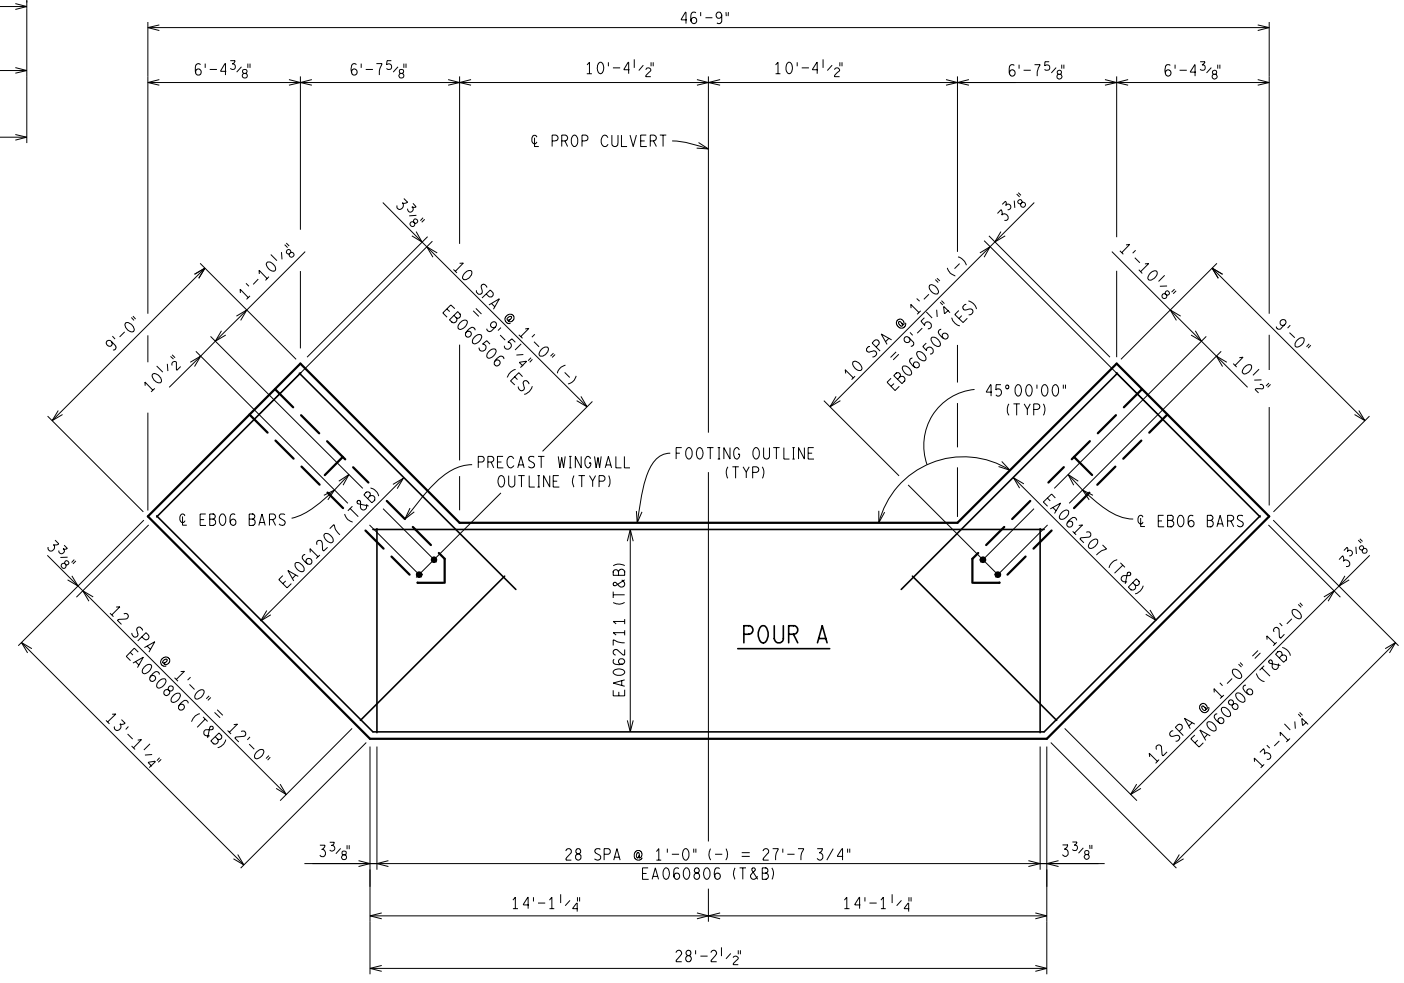 46'-9"
6'-4 3/8"
6'-7 5/8"
10'-4 1/2"
10'-4 1/2"
6'-7 5/8"
6'-4 3/8"
℄ PROP CULVERT
3 3/8"
3 3/8"
1'-10 1/8"
10 SPA @ 1'-0" (-)
= 9'-5 1/4"
EB060506 (ES)
10 SPA @ 1'-0" (-)
= 9'-5 1/4"
EB060506 (ES)
1'-10 1/8"
9'-0"
10 1/2"
9'-0"
10 1/2"
45°00'00"
(TYP)
PRECAST WINGWALL
OUTLINE (TYP)
FOOTING OUTLINE
(TYP)
℄ EB06 BARS
EA061207 (T&B)
EA061207 (T&B)
℄ EB06 BARS
3 3/8"
3 3/8"
EA062711 (T&B)
POUR A
12 SPA @ 1'-0" = 12'-0"
EA060806 (T&B)
13'-1 1/4"
12 SPA @ 1'-0" = 12'-0"
EA060806 (T&B)
13'-1 1/4"
3 3/8"
28 SPA @ 1'-0" (-) = 27'-7 3/4"
EA060806 (T&B)
3 3/8"
14'-1 1/4"
14'-1 1/4"
28'-2 1/2"